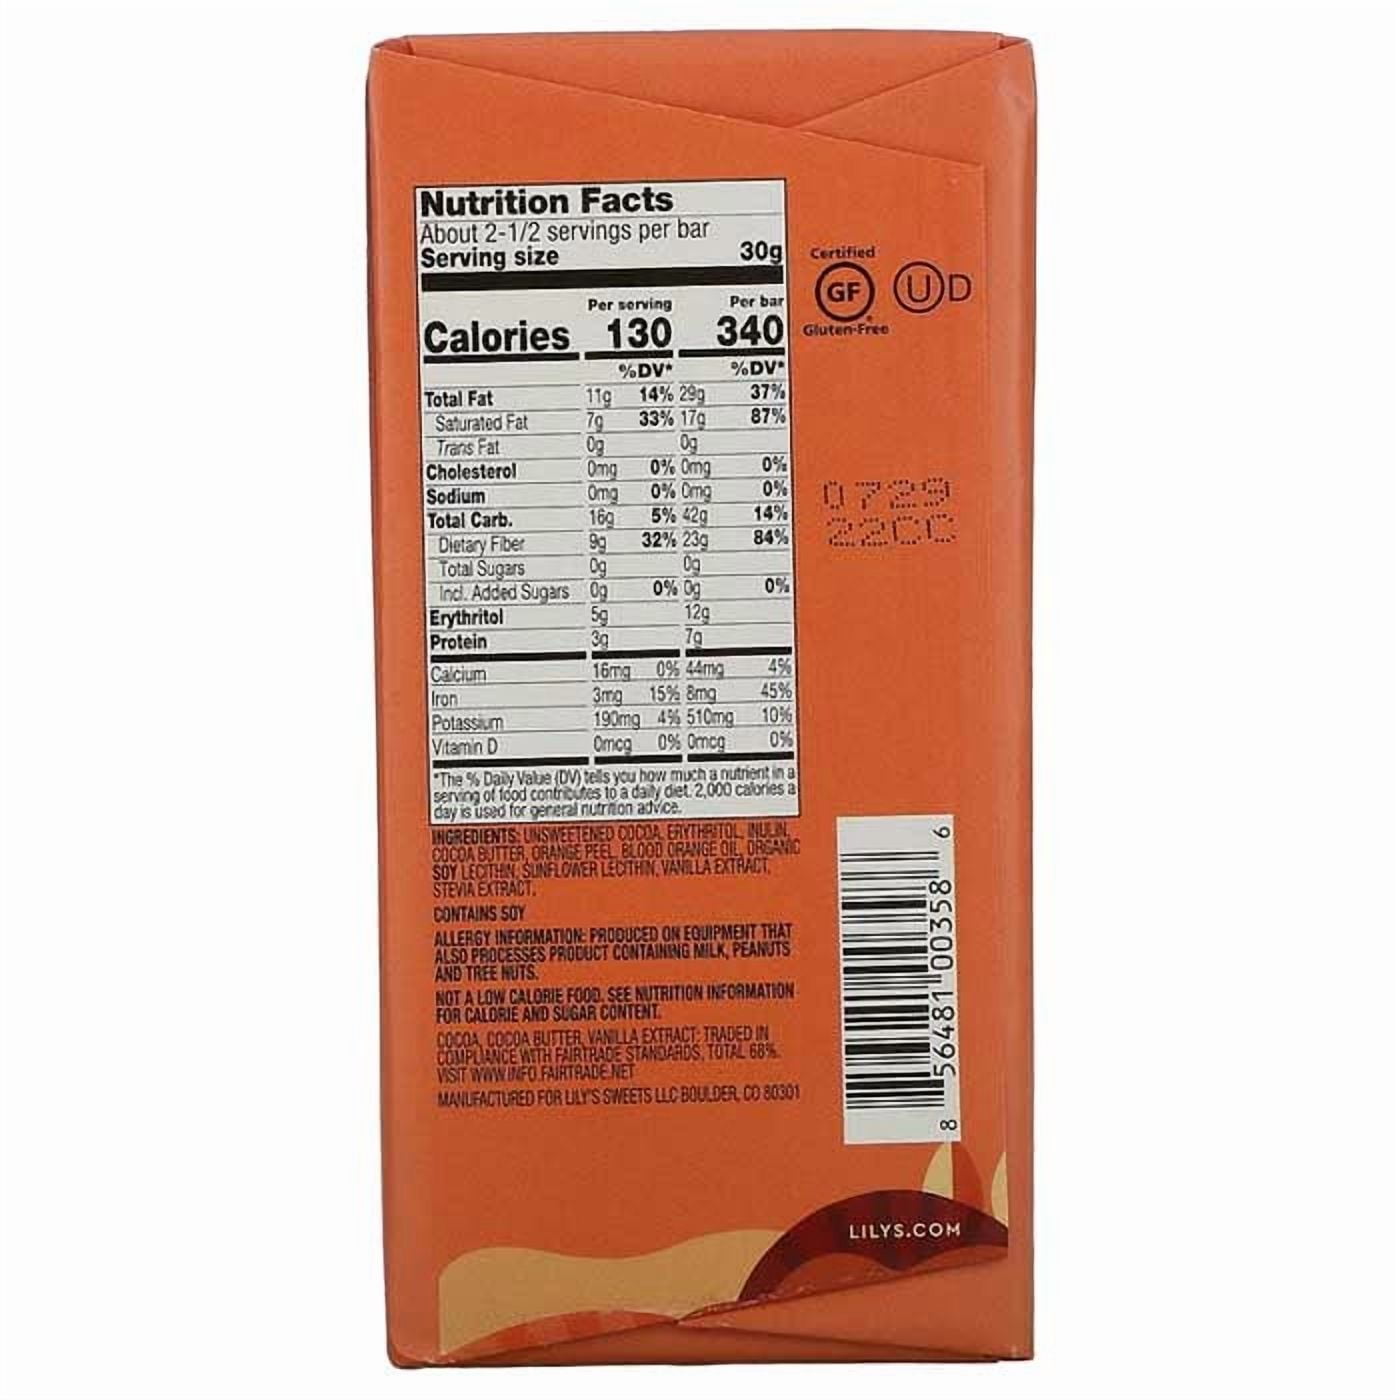 Nutrition Facts
About 2-1/2 servings per bar
Serving size 30g
Per serving Per bar
Calories 130 340
%DV* %DV*
Total Fat 11g 14% 29g 37%
Saturated Fat 7g 33% 17g 87%
Trans Fat 0g 0g
Cholesterol 0mg 0% 0mg 0%
Sodium 0mg 0% 0mg 0%
Total Carb. 16g 5% 42g 14%
Dietary Fiber 9g 32% 23g 84%
Total Sugars 0g 0g
Incl. Added Sugars 0g 0% 0g 0%
Erythritol 5g 12g
Protein 3g 7g
Calcium 16mg 0% 44mg 4%
Iron 3mg 15% 8mg 45%
Potassium 190mg 4% 510mg 10%
Vitamin D 0mcg 0% 0mcg 0%
*The % Daily Value (DV) tells you how much a nutrient in a
serving of food contributes to a daily diet. 2,000 calories a
day is used for general nutrition advice.
INGREDIENTS: UNSWEETENED COCOA, ERYTHRITOL, INULIN,
COCOA BUTTER, ORANGE PEEL, BLOOD ORANGE OIL, ORGANIC
SOY LECITHIN, SUNFLOWER LECITHIN, VANILLA EXTRACT,
STEVIA EXTRACT.
CONTAINS SOY
ALLERGY INFORMATION: PRODUCED ON EQUIPMENT THAT
ALSO PROCESSES PRODUCT CONTAINING MILK, PEANUTS
AND TREE NUTS.
NOT A LOW CALORIE FOOD. SEE NUTRITION INFORMATION
FOR CALORIE AND SUGAR CONTENT.
COCOA, COCOA BUTTER, VANILLA EXTRACT: TRADED IN
COMPLIANCE WITH FAIRTRADE STANDARDS, TOTAL 68%.
VISIT WWW.INFO.FAIRTRADE.NET
MANUFACTURED FOR LILY'S SWEETS LLC BOULDER, CO 80301
Certified
GF
Gluten-Free
U D
0729
22CC
8 56481 00358 6
LILYS.COM